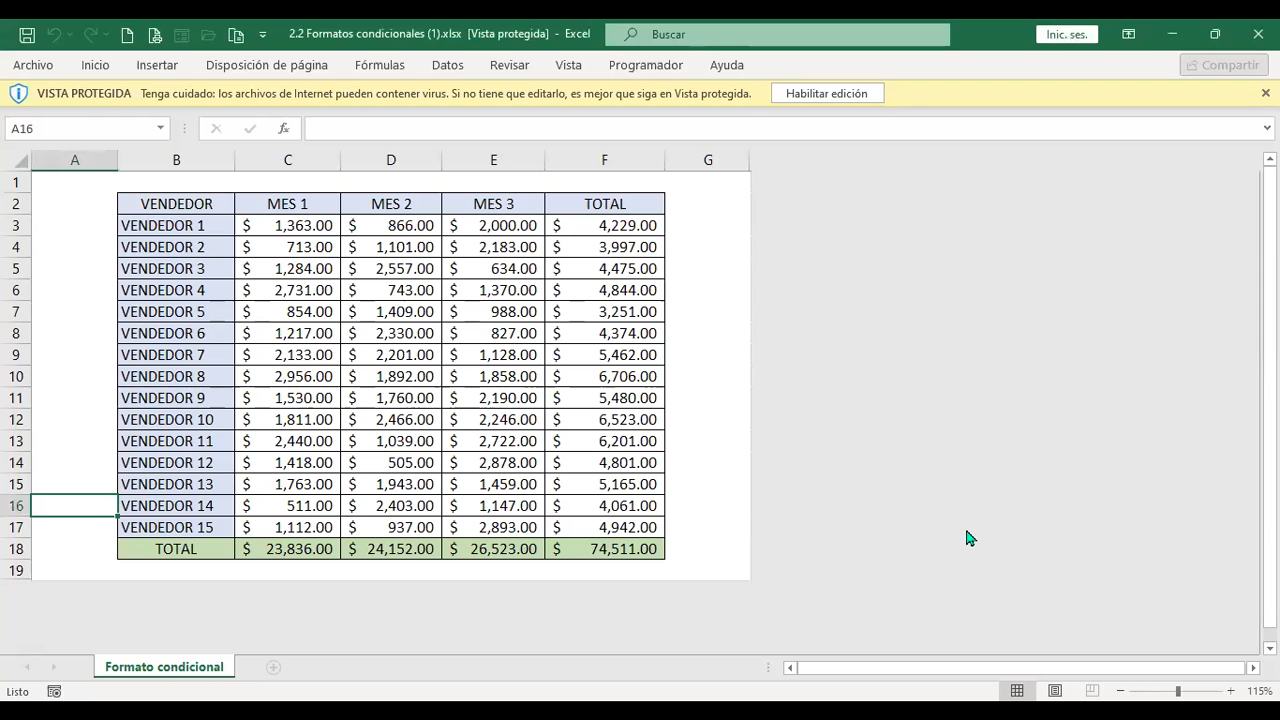 2.2 Formatos condicionales (1).xlsx [Vista protegida] - Excel
Buscar
Inic. ses.
Archivo Inicio Insertar Disposición de página Fórmulas Datos Revisar Vista Programador Ayuda Compartir
VISTA PROTEGIDA Tenga cuidado: los archivos de Internet pueden contener virus. Si no tiene que editarlo, es mejor que siga en Vista protegida. Habilitar edición
A16 fx
A B C D E F G
1
2 VENDEDOR MES 1 MES 2 MES 3 TOTAL
3 VENDEDOR 1 $ 1,363.00 $ 866.00 $ 2,000.00 $ 4,229.00
4 VENDEDOR 2 $ 713.00 $ 1,101.00 $ 2,183.00 $ 3,997.00
5 VENDEDOR 3 $ 1,284.00 $ 2,557.00 $ 634.00 $ 4,475.00
6 VENDEDOR 4 $ 2,731.00 $ 743.00 $ 1,370.00 $ 4,844.00
7 VENDEDOR 5 $ 854.00 $ 1,409.00 $ 988.00 $ 3,251.00
8 VENDEDOR 6 $ 1,217.00 $ 2,330.00 $ 827.00 $ 4,374.00
9 VENDEDOR 7 $ 2,133.00 $ 2,201.00 $ 1,128.00 $ 5,462.00
10 VENDEDOR 8 $ 2,956.00 $ 1,892.00 $ 1,858.00 $ 6,706.00
11 VENDEDOR 9 $ 1,530.00 $ 1,760.00 $ 2,190.00 $ 5,480.00
12 VENDEDOR 10 $ 1,811.00 $ 2,466.00 $ 2,246.00 $ 6,523.00
13 VENDEDOR 11 $ 2,440.00 $ 1,039.00 $ 2,722.00 $ 6,201.00
14 VENDEDOR 12 $ 1,418.00 $ 505.00 $ 2,878.00 $ 4,801.00
15 VENDEDOR 13 $ 1,763.00 $ 1,943.00 $ 1,459.00 $ 5,165.00
16 VENDEDOR 14 $ 511.00 $ 2,403.00 $ 1,147.00 $ 4,061.00
17 VENDEDOR 15 $ 1,112.00 $ 937.00 $ 2,893.00 $ 4,942.00
18 TOTAL $ 23,836.00 $ 24,152.00 $ 26,523.00 $ 74,511.00
19
Formato condicional
Listo 115%